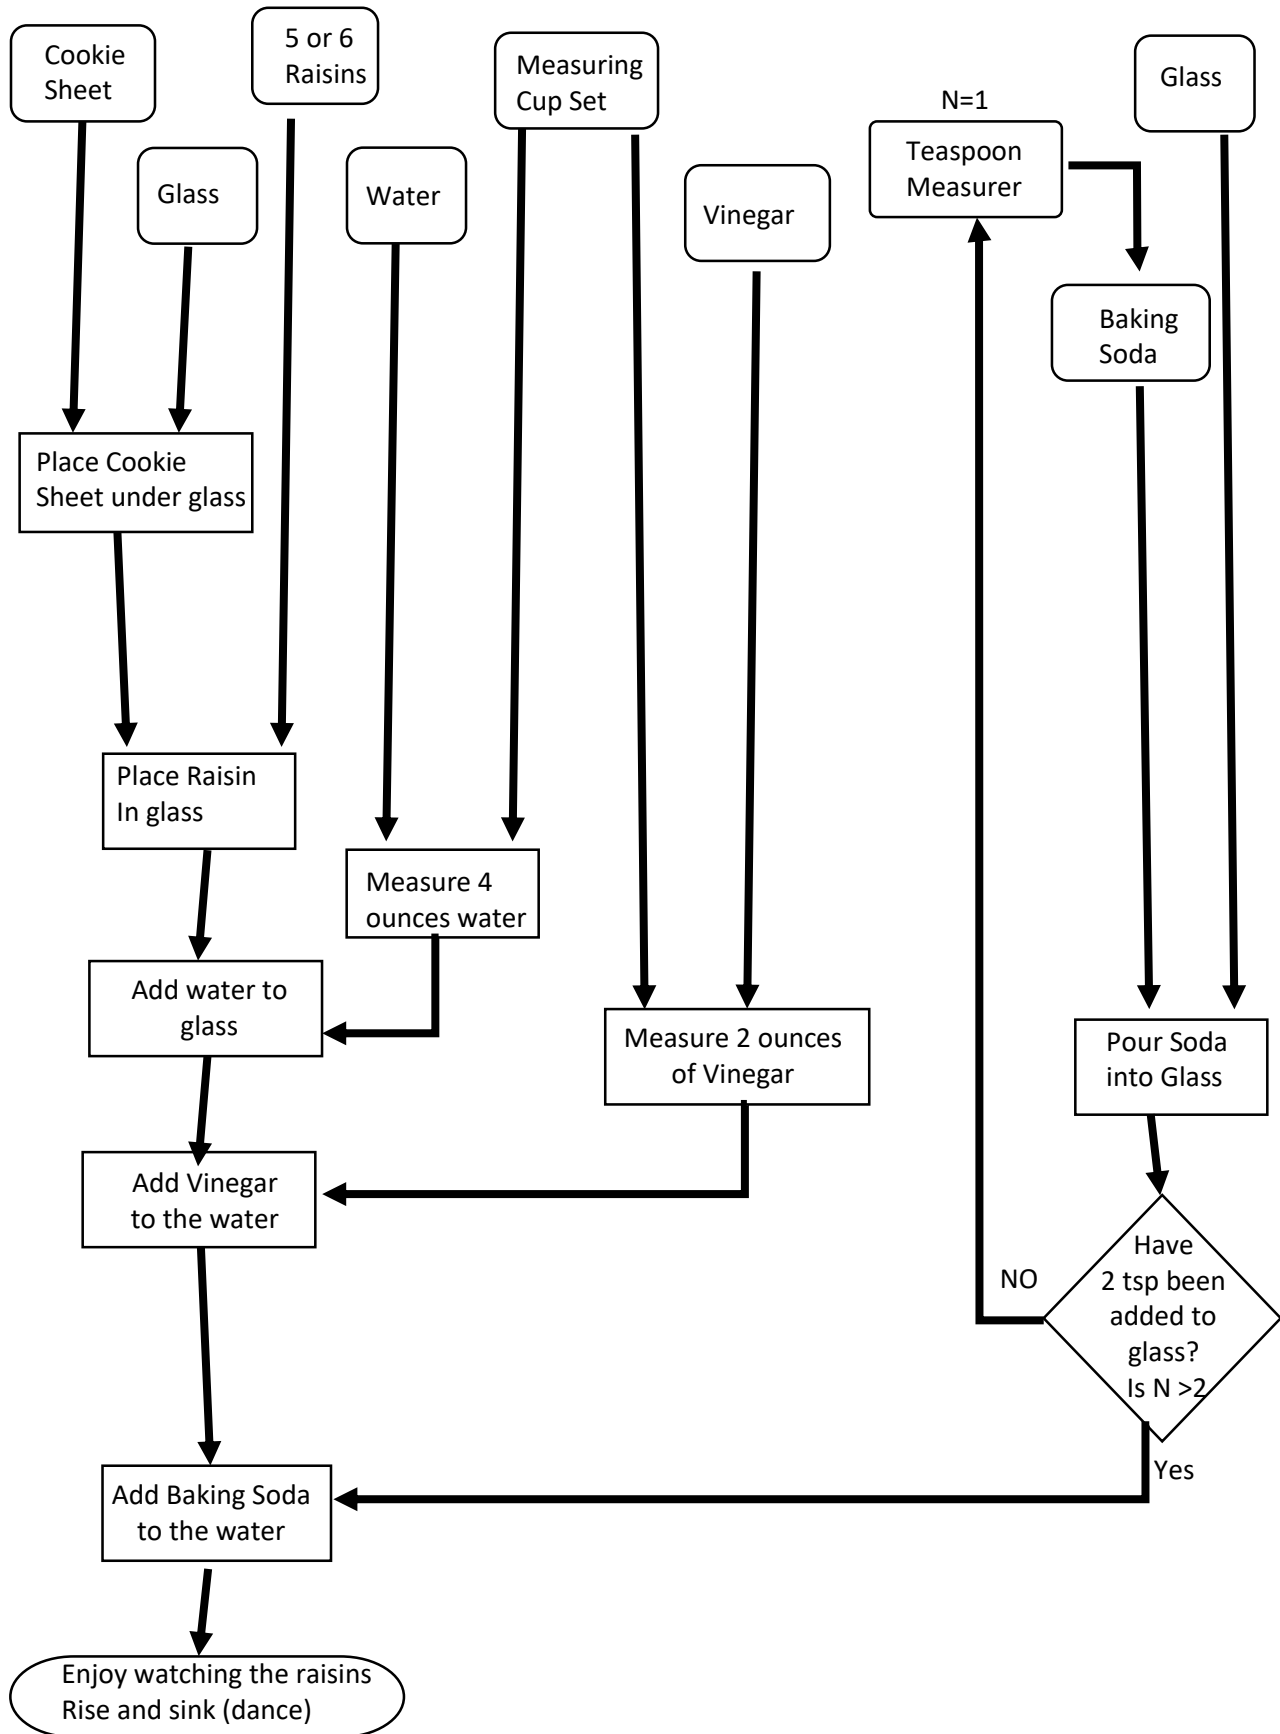 Cookie
Sheet
5 or 6
Raisins
Measuring
Cup Set
Glass
N=1
Teaspoon
Measurer
Glass
Water
Vinegar
Baking
Soda
Place Cookie
Sheet under glass
Place Raisin
In glass
Measure 4
ounces water
Add water to
glass
Measure 2 ounces
of Vinegar
Pour Soda
into Glass
Add Vinegar
to the water
Have
2 tsp been
added to
glass?
Is N >2
NO
Yes
Add Baking Soda
to the water
Enjoy watching the raisins
Rise and sink (dance)